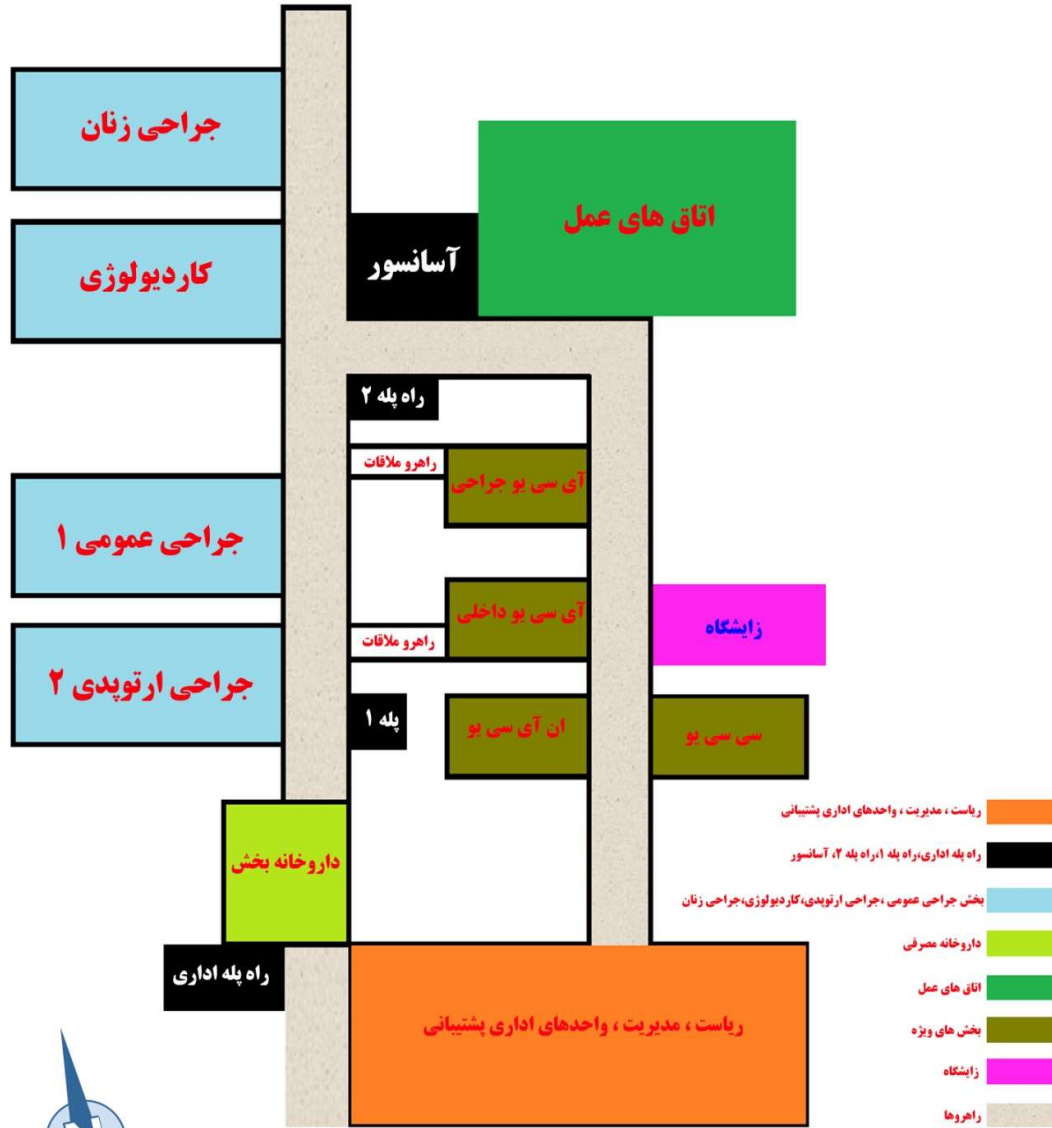 جراحی زنان
اتاق های عمل
آسانسور
کاردیولوژی
راه پله ۲
راهرو ملاقات
آی سی یو جراحی
جراحی عمومی ۱
آی سی یو داخلی
زایشگاه
راهرو ملاقات
جراحی ارتوپدی ۲
پله ۱
ان آی سی یو
سی سی یو
داروخانه بخش
راه پله اداری
ریاست ، مدیریت ، واحدهای اداری پشتیبانی
ریاست ، مدیریت ، واحدهای اداری پشتیبانی
راه پله اداری،راه پله ۱،راه پله ۲، آسانسور
بخش جراحی عمومی ،جراحی ارتوپدی،کاردیولوژی،جراحی زنان
داروخانه مصرفی
اتاق های عمل
بخش های ویژه
زایشگاه
راهروها